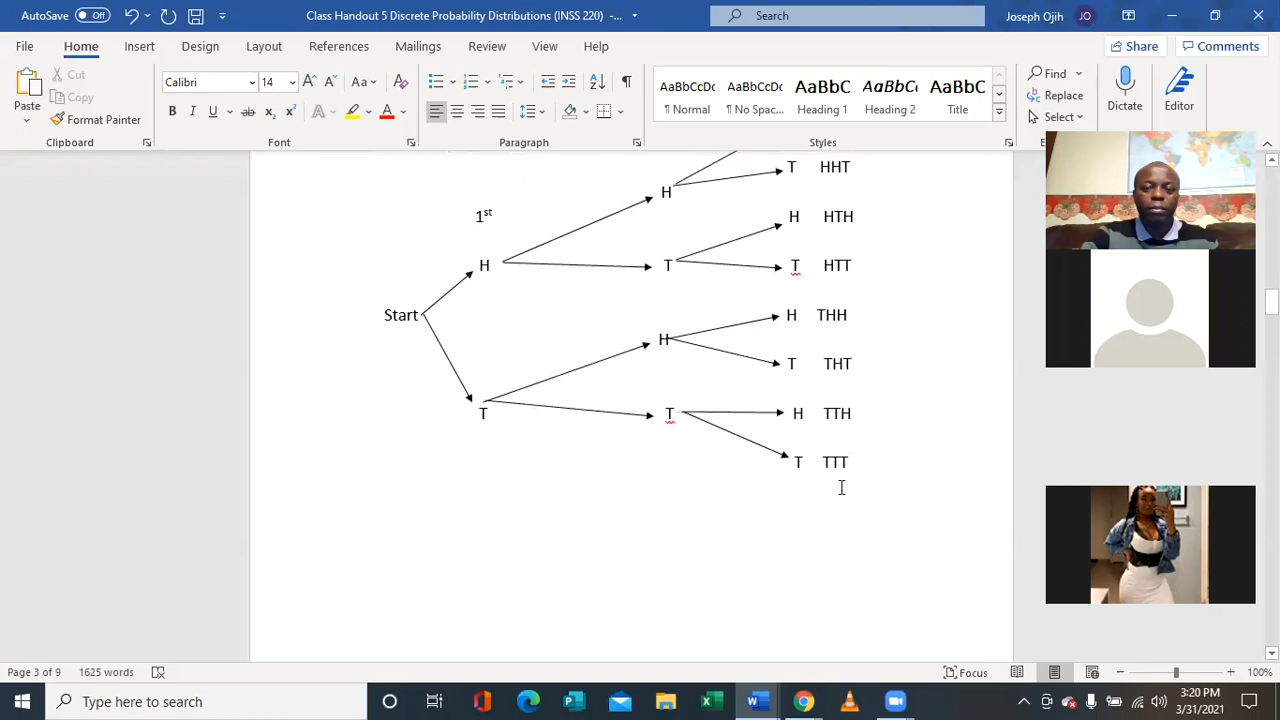 AutoSave Off Class Handout 5 Discrete Probability Distributions (INSS 220) -... Search Joseph Ojih JO
File Home Insert Design Layout References Mailings Review View Help Share Comments
Paste Cut Copy Format Painter
Calibri 14
Aa
B I U ab x₂ x² A A
AaBbCcDc AaBbCcDc AaBbC AaBbCc AaBbC
¶ Normal ¶ No Spac... Heading 1 Heading 2 Title
Find Replace Select
Dictate Editor
Clipboard Font Paragraph Styles
T HHT
H
1st
H HTH
H T T HTT
Start H THH
H
T THT
T T H TTH
T TTT
Page 3 of 9 1625 words Focus 100%
Type here to search
3:20 PM
3/31/2021